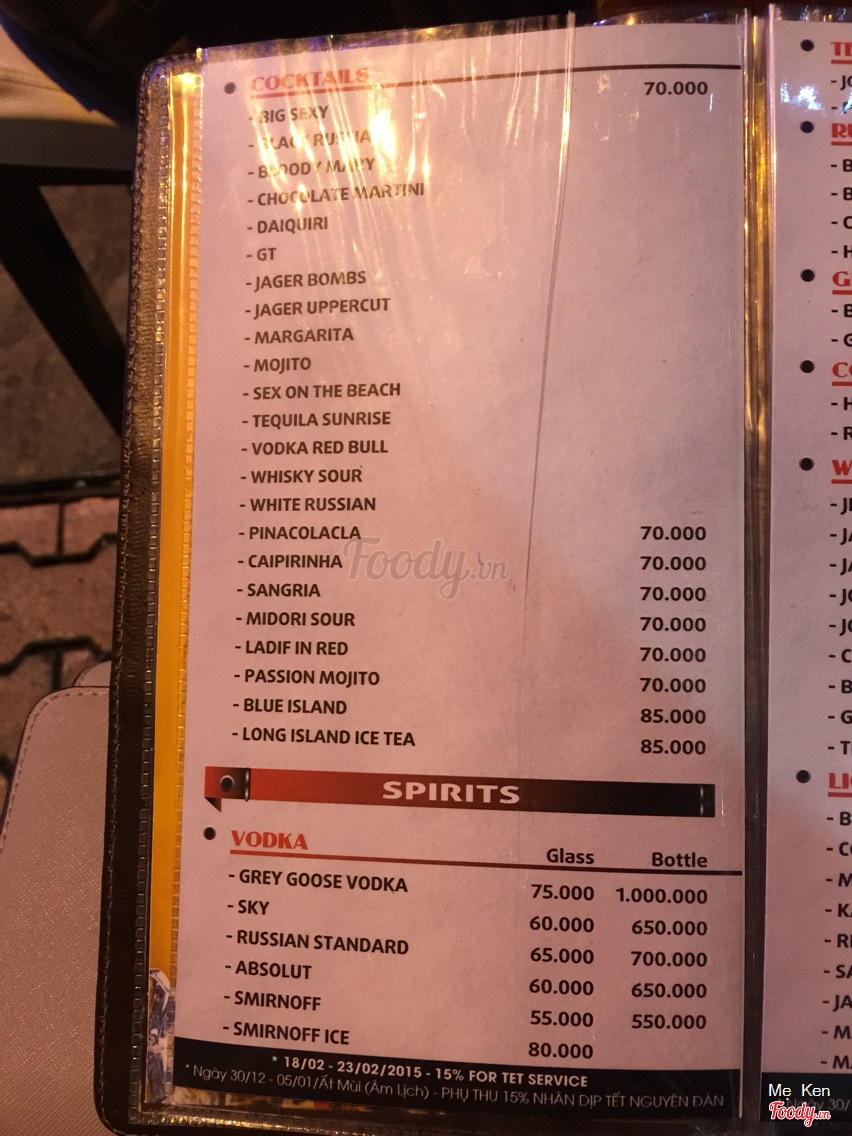 COCKTAILS 70.000
- BIG SEXY
- BLACK RUSSIAN
- BLOODY MARY
- CHOCOLATE MARTINI
- DAIQUIRI
- GT
- JAGER BOMBS
- JAGER UPPERCUT
- MARGARITA
- MOJITO
- SEX ON THE BEACH
- TEQUILA SUNRISE
- VODKA RED BULL
- WHISKY SOUR
- WHITE RUSSIAN
- PINACOLACLA 70.000
- CAIPIRINHA 70.000
- SANGRIA 70.000
- MIDORI SOUR 70.000
- LADIF IN RED 70.000
- PASSION MOJITO 70.000
- BLUE ISLAND 85.000
- LONG ISLAND ICE TEA 85.000
SPIRITS
VODKA Glass Bottle
- GREY GOOSE VODKA 75.000 1.000.000
- SKY 60.000 650.000
- RUSSIAN STANDARD 65.000 700.000
- ABSOLUT 60.000 650.000
- SMIRNOFF 55.000 550.000
- SMIRNOFF ICE 80.000
* 18/02 - 23/02/2015 - 15% FOR TET SERVICE
* Ngày 30/12 - 05/01/Ất Mùi (Âm Lịch) - PHỤ THU 15% NHÂN DỊP TẾT NGUYÊN ĐÁN
Foody.vn
Mẹ Ken
Foody.vn